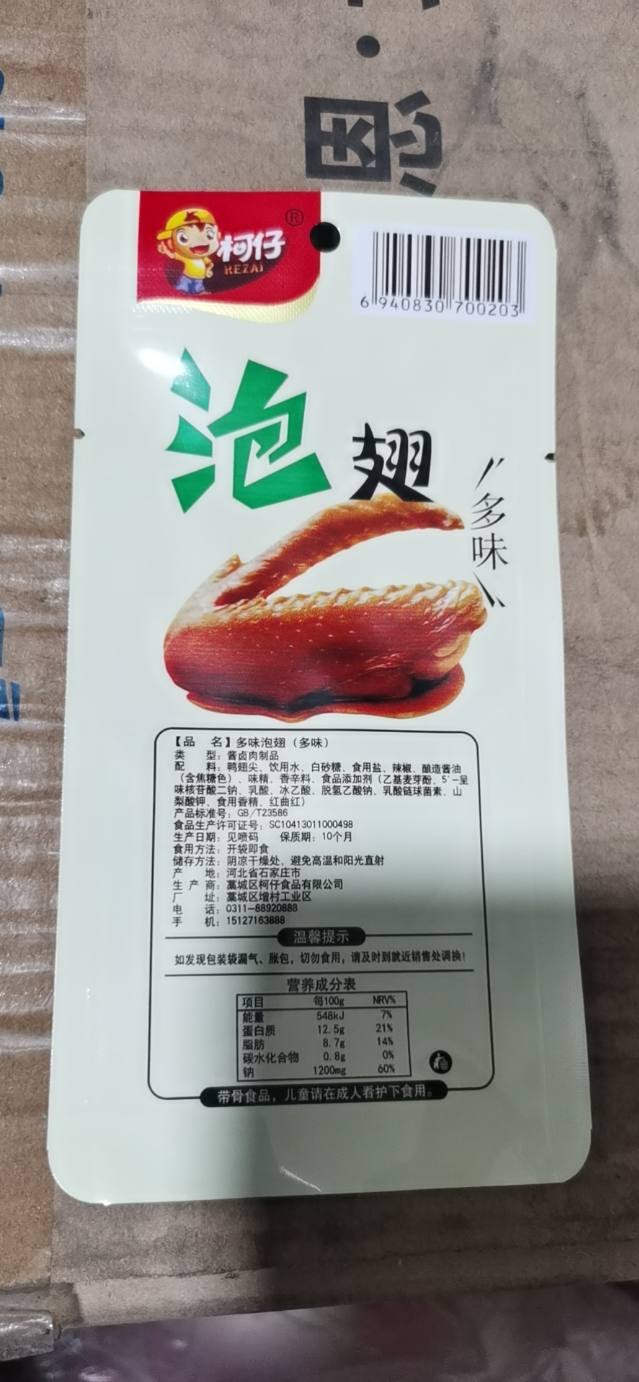 恩
®
柯仔
KEZAI
6 940830 700203
泡翅
多味
【品 名】多味泡翅（多味）
类 型：酱卤肉制品
配 料：鸭翅尖、饮用水、白砂糖、食用盐、辣椒、酿造酱油
（含焦糖色）、味精、香辛料、食品添加剂（乙基麦芽酚、5'-呈
味核苷酸二钠、乳酸、冰乙酸、脱氢乙酸钠、乳酸链球菌素、山
梨酸钾、食用香精、红曲红）
产品标准号：GB/T23586
食品生产许可证号：SC10413011000498
生产日期：见喷码 保质期：10个月
食用方法：开袋即食
储存方法：阴凉干燥处、避免高温和阳光直射
产 地：河北省石家庄市
生 产 商：藁城区柯仔食品有限公司
厂 址：藁城区增村工业区
电 话：0311-88920888
手 机：15127163888
温馨提示
如发现包装袋漏气、胀包，切勿食用，请及时到就近销售处调换！
营养成分表
项目 每100g NRV%
能量 548kJ 7%
蛋白质 12.5g 21%
脂肪 8.7g 14%
碳水化合物 0.8g 0%
钠 1200mg 60%
带骨食品，儿童请在成人看护下食用。